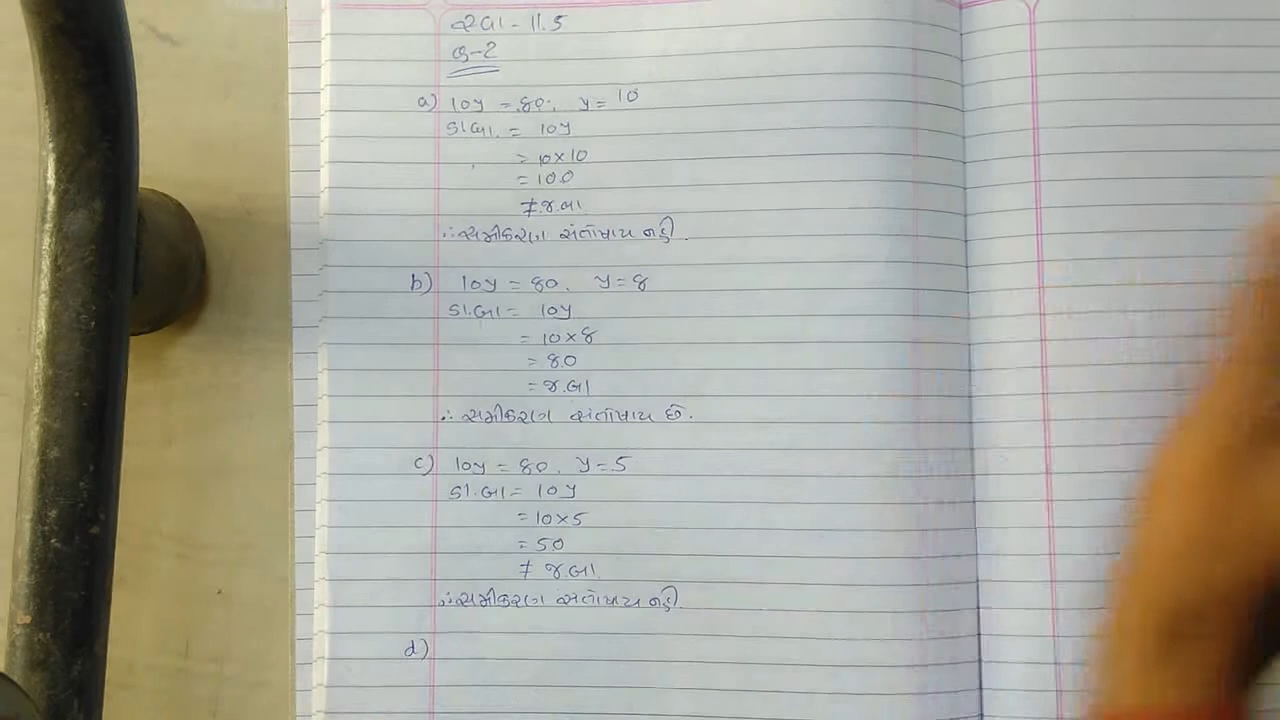 સ્વા - 11.5
Q-2
a) 10y = 80, y = 10
ડા.બા. = 10y
= 10×10
= 100
≠ જ.બા
∴ સમીકરણ સંતોષાય નહી.
b) 10y = 80, y = 8
ડા.બા = 10y
= 10×8
= 80
= જ.બા
∴ સમીકરણ સંતોષાય છે.
c) 10y = 80, y = 5
ડા.બા = 10y
= 10×5
= 50
≠ જ.બા
∴ સમીકરણ સંતોષાય નહી.
d)